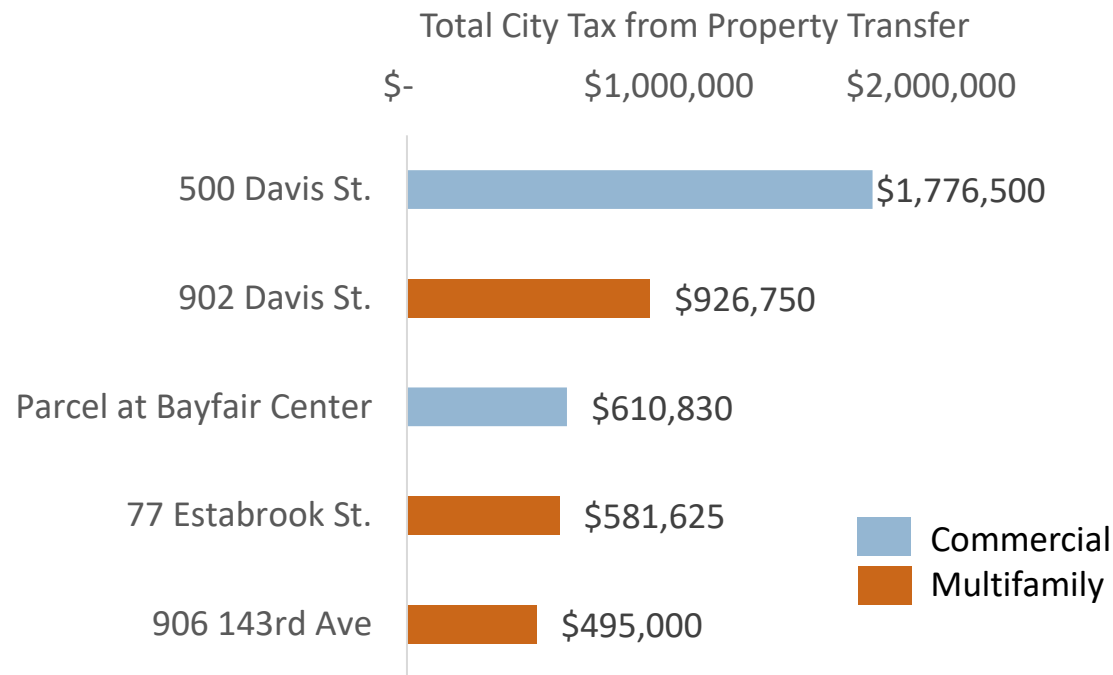 Total City Tax from Property Transfer
$- $1,000,000 $2,000,000
500 Davis St. $1,776,500
902 Davis St. $926,750
Parcel at Bayfair Center $610,830
77 Estabrook St. $581,625
Commercial
Multifamily
906 143rd Ave $495,000